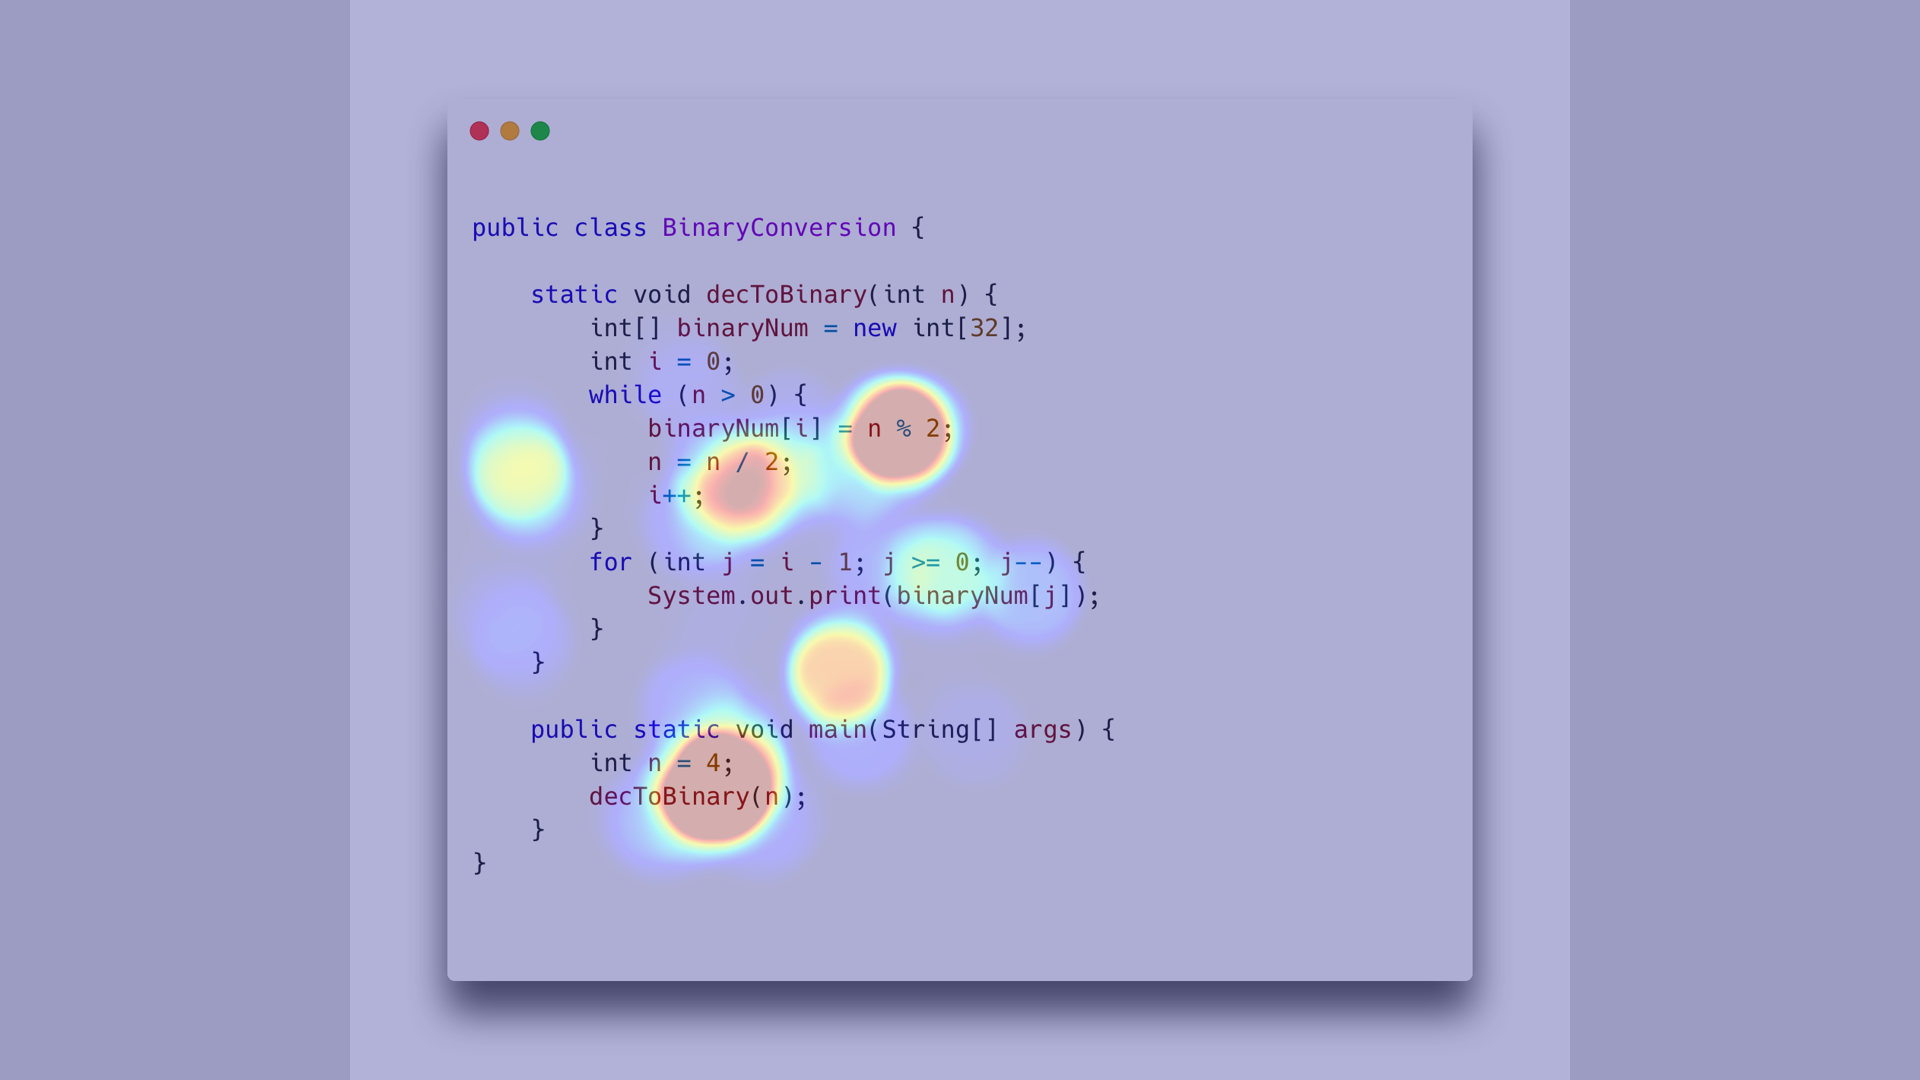 public class BinaryConversion {
static void decToBinary(int n) {
int[] binaryNum = new int[32];
int i = 0;
while (n > 0) {
binaryNum[i] = n % 2;
n = n / 2;
i++;
}
for (int j = i - 1; j >= 0; j--) {
System.out.print(binaryNum[j]);
}
}
public static void main(String[] args) {
int n = 4;
decToBinary(n);
}
}